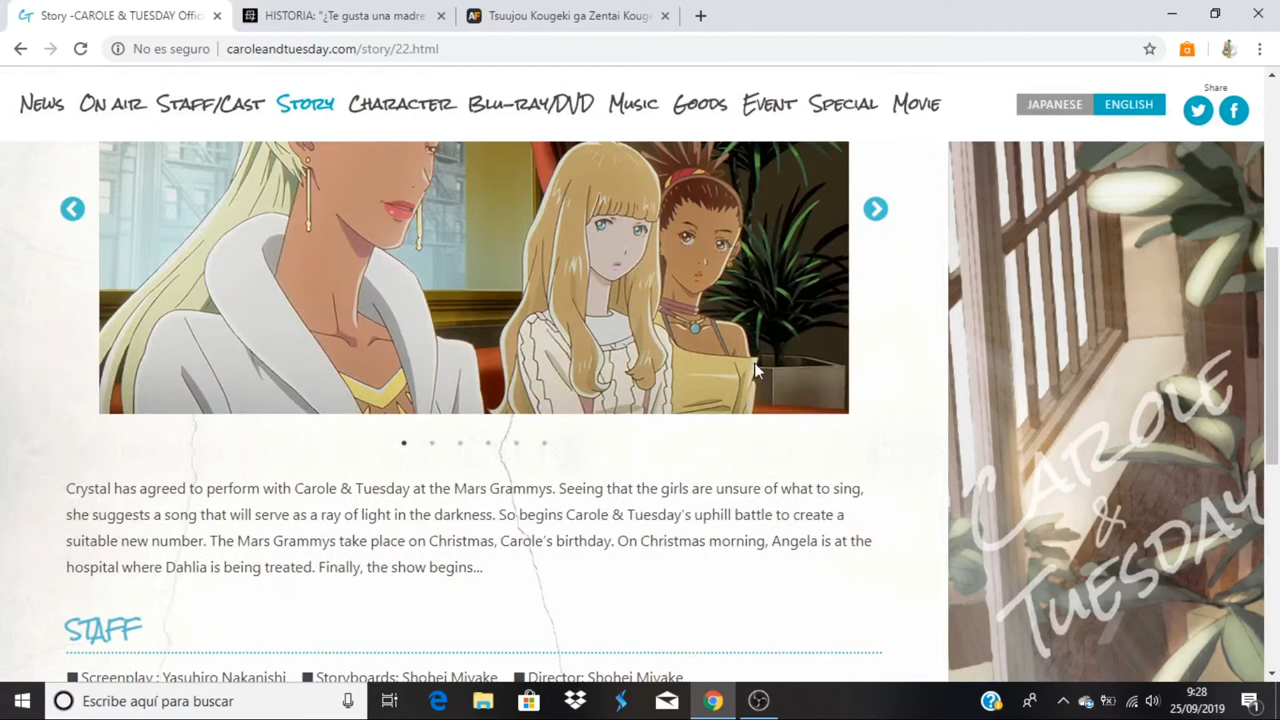 Story -CAROLE & TUESDAY Offici
HISTORIA: "¿Te gusta una madre
Tsuujou Kougeki ga Zentai Kouge
No es seguro
caroleandtuesday.com/story/22.html
NEWS ON AIR STAFF/CAST STORY CHARACTER BLU-RAY/DVD MUSIC GOODS EVENT SPECIAL MOVIE
JAPANESE ENGLISH
Share
Crystal has agreed to perform with Carole & Tuesday at the Mars Grammys. Seeing that the girls are unsure of what to sing,
she suggests a song that will serve as a ray of light in the darkness. So begins Carole & Tuesday's uphill battle to create a
suitable new number. The Mars Grammys take place on Christmas, Carole's birthday. On Christmas morning, Angela is at the
hospital where Dahlia is being treated. Finally, the show begins...
STAFF
■ Screenplay : Yasuhiro Nakanishi ■ Storyboards: Shohei Miyake ■ Director: Shohei Miyake
CAROLE
&
TUESDAY
Escribe aquí para buscar
9:28
25/09/2019
1